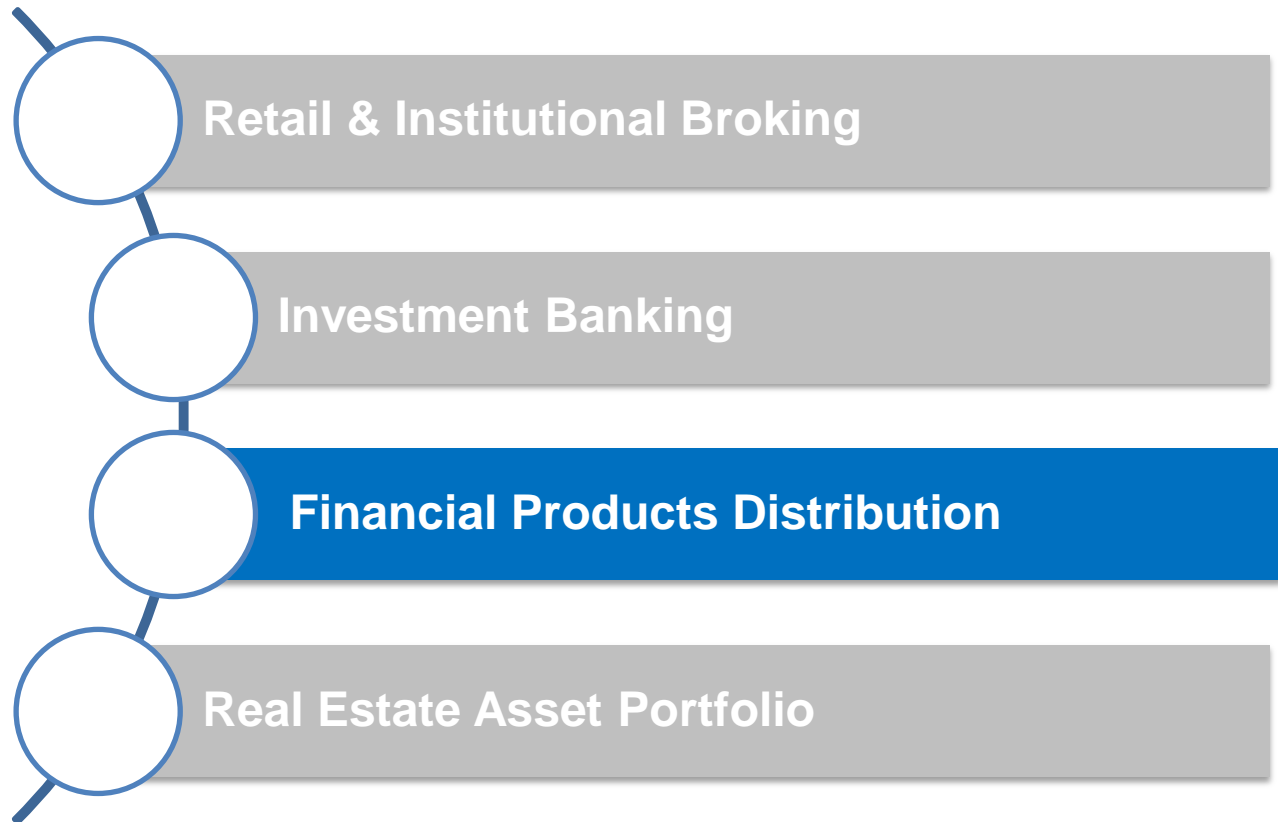 Retail & Institutional Broking
Investment Banking
Financial Products Distribution
Real Estate Asset Portfolio